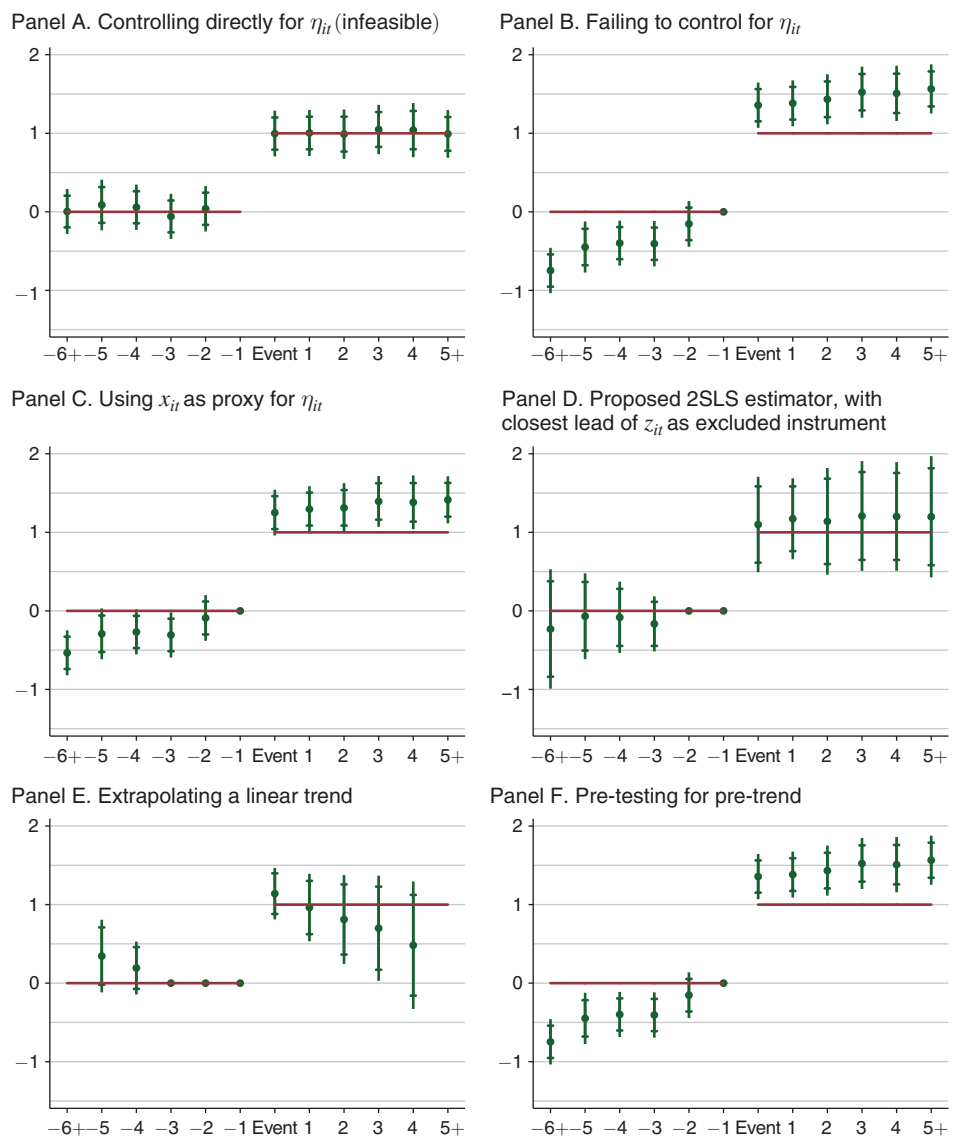 Panel A. Controlling directly for η_it (infeasible)
2
1
0
−1
−6+ −5 −4 −3 −2 −1 Event 1 2 3 4 5+
Panel B. Failing to control for η_it
2
1
0
−1
−6+ −5 −4 −3 −2 −1 Event 1 2 3 4 5+
Panel C. Using x_it as proxy for η_it
2
1
0
−1
−6+ −5 −4 −3 −2 −1 Event 1 2 3 4 5+
Panel D. Proposed 2SLS estimator, with
closest lead of z_it as excluded instrument
2
1
0
−1
−6+ −5 −4 −3 −2 −1 Event 1 2 3 4 5+
Panel E. Extrapolating a linear trend
2
1
0
−1
−6+ −5 −4 −3 −2 −1 Event 1 2 3 4 5+
Panel F. Pre-testing for pre-trend
2
1
0
−1
−6+ −5 −4 −3 −2 −1 Event 1 2 3 4 5+